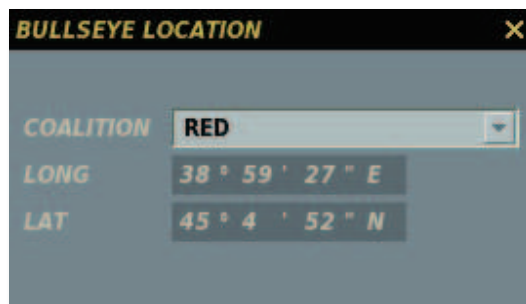 BULLSEYE LOCATION ×
COALITION RED
LONG 38 ° 59 ' 27 " E
LAT 45 ° 4 ' 52 " N